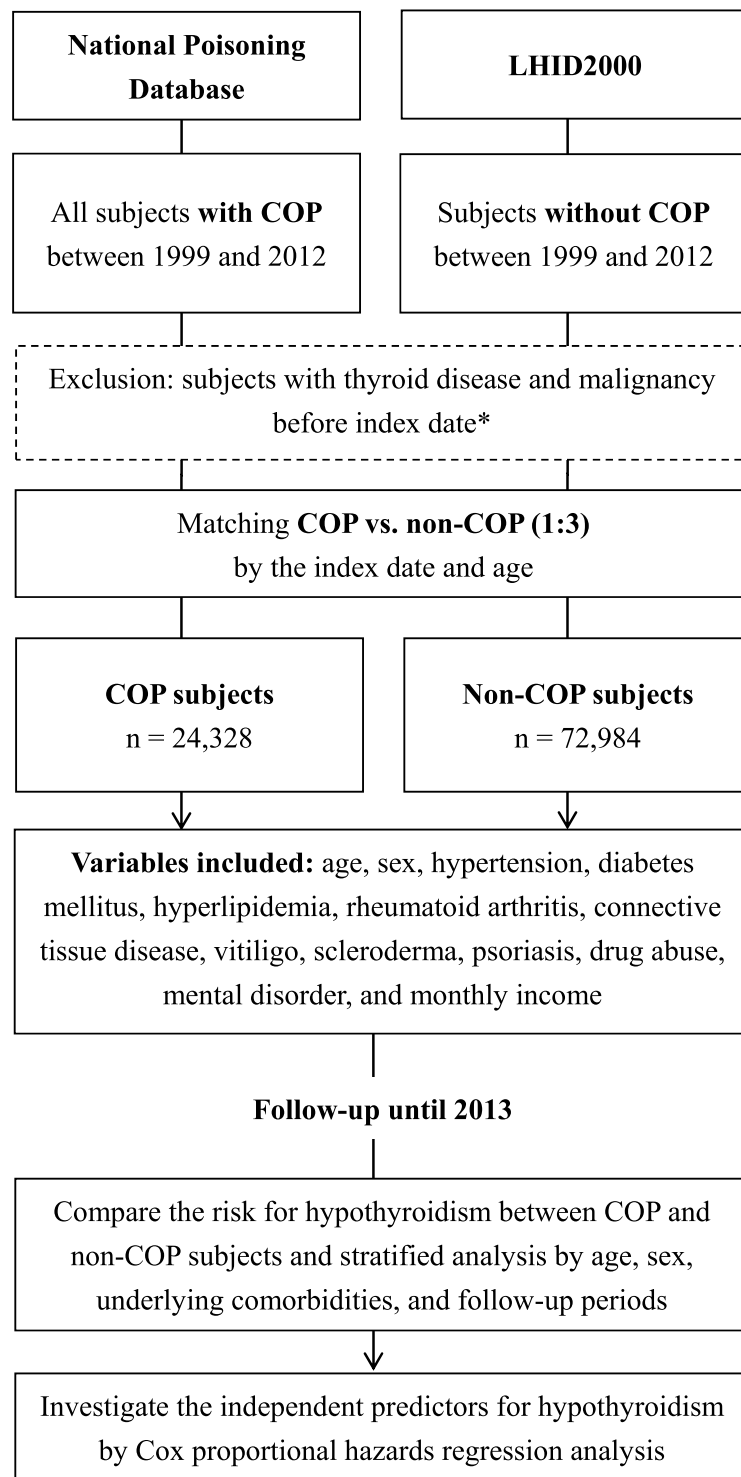 National Poisoning
Database
LHID2000
All subjects with COP
between 1999 and 2012
Subjects without COP
between 1999 and 2012
Exclusion: subjects with thyroid disease and malignancy
before index date*
Matching COP vs. non-COP (1:3)
by the index date and age
COP subjects
n = 24,328
Non-COP subjects
n = 72,984
Variables included: age, sex, hypertension, diabetes
mellitus, hyperlipidemia, rheumatoid arthritis, connective
tissue disease, vitiligo, scleroderma, psoriasis, drug abuse,
mental disorder, and monthly income
Follow-up until 2013
Compare the risk for hypothyroidism between COP and
non-COP subjects and stratified analysis by age, sex,
underlying comorbidities, and follow-up periods
Investigate the independent predictors for hypothyroidism
by Cox proportional hazards regression analysis